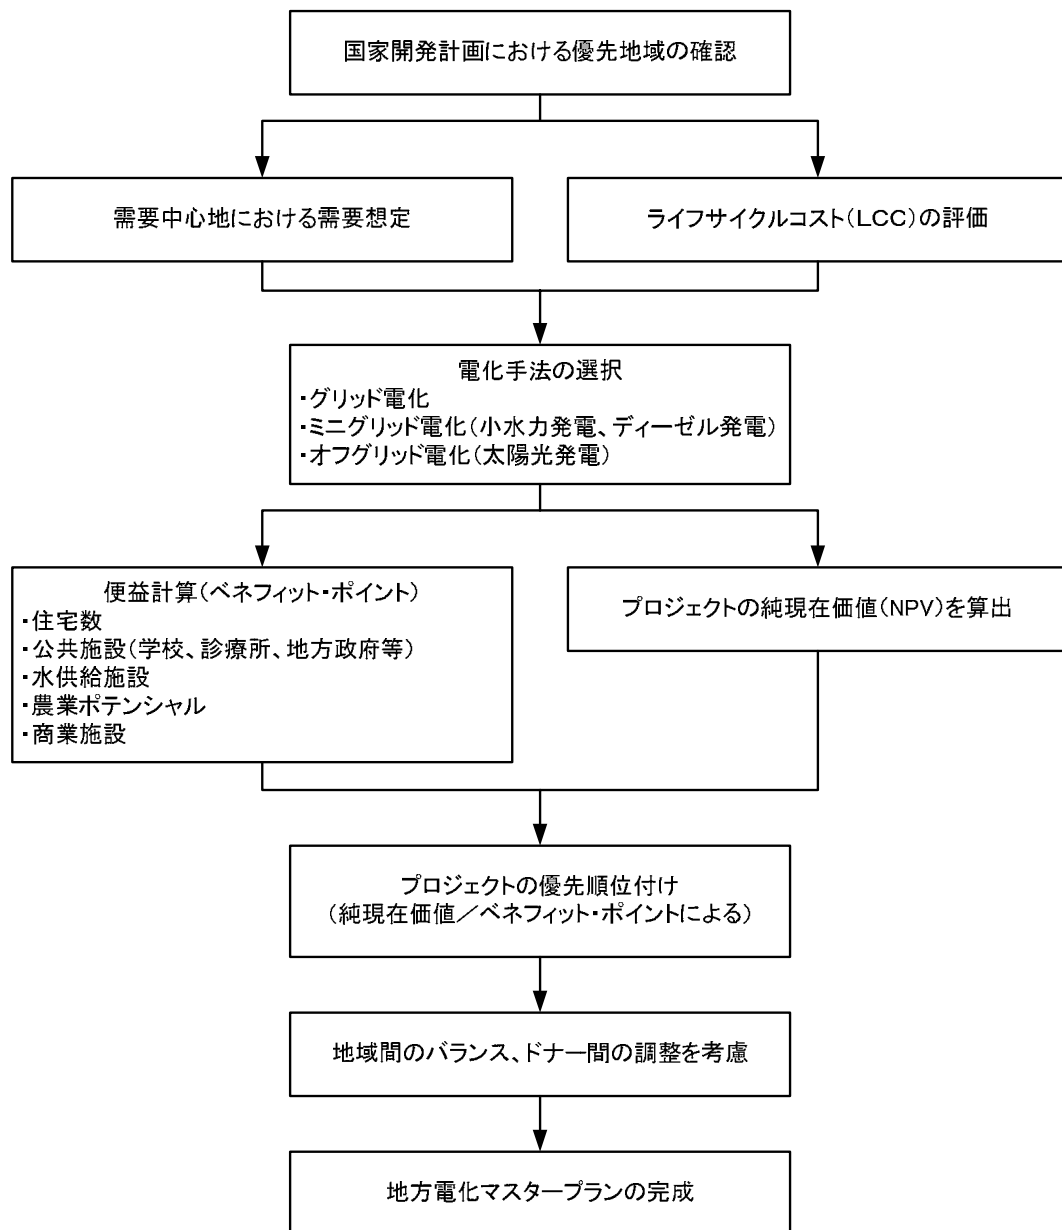 国家開発計画における優先地域の確認
需要中心地における需要想定
ライフサイクルコスト(LCC)の評価
電化手法の選択
・グリッド電化
・ミニグリッド電化(小水力発電、ディーゼル発電)
・オフグリッド電化(太陽光発電)
便益計算(ベネフィット・ポイント)
・住宅数
・公共施設(学校、診療所、地方政府等)
・水供給施設
・農業ポテンシャル
・商業施設
プロジェクトの純現在価値(NPV)を算出
プロジェクトの優先順位付け
(純現在価値/ベネフィット・ポイントによる)
地域間のバランス、ドナー間の調整を考慮
地方電化マスタープランの完成